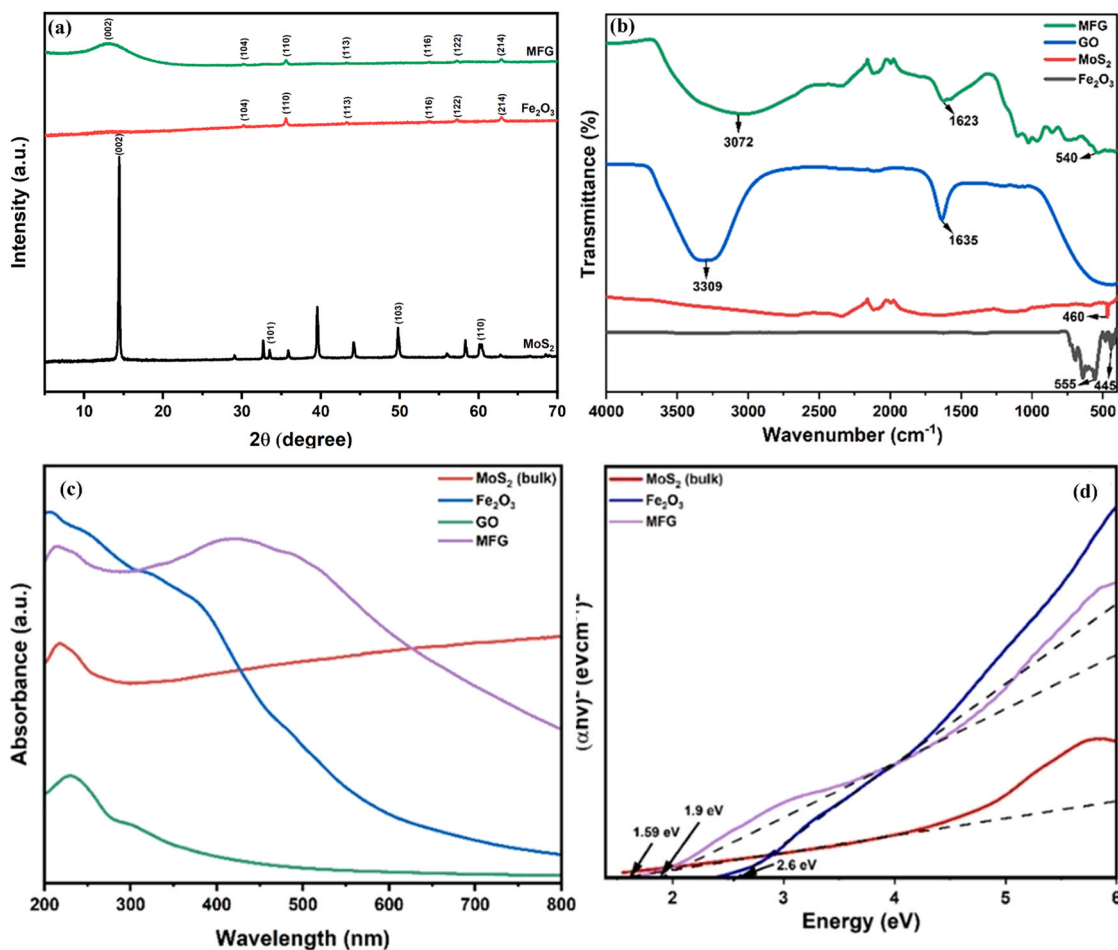 (a)
(002)
(104)
(110)
(113)
(116)
(122)
(214)
MFG
(104)
(110)
(113)
(116)
(122)
(214)
Fe₂O₃
(002)
(101)
(103)
(110)
MoS₂
Intensity (a.u.)
10 20 30 40 50 60 70
2θ (degree)
(b)
MFG
GO
MoS₂
Fe₂O₃
3072
1623
540
3309
1635
460
555
445
Transmittance (%)
4000 3500 3000 2500 2000 1500 1000 500
Wavenumber (cm⁻¹)
(c)
MoS₂ (bulk)
Fe₂O₃
GO
MFG
Absorbance (a.u.)
200 300 400 500 600 700 800
Wavelength (nm)
(d)
MoS₂ (bulk)
Fe₂O₃
MFG
1.59 eV
1.9 eV
2.6 eV
(αhv) (eVcm⁻¹)
2 3 4 5 6
Energy (eV)